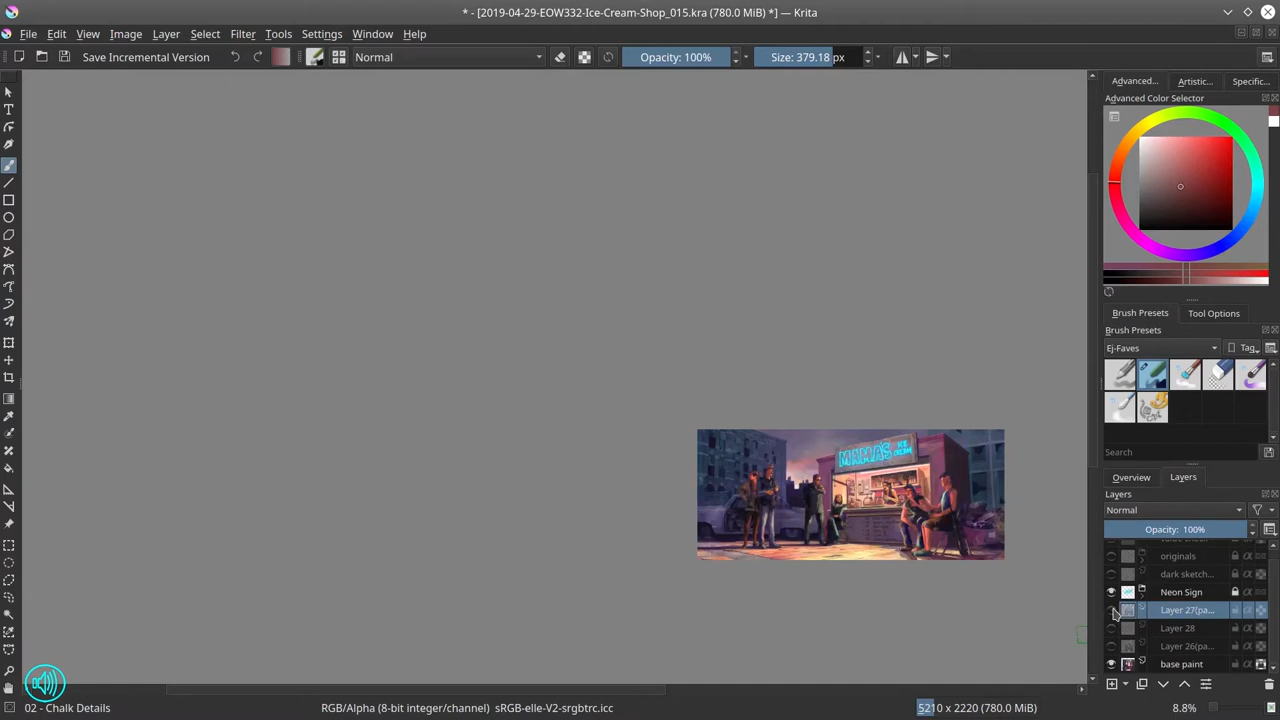 * - [2019-04-29-EOW332-Ice-Cream-Shop_015.kra (780.0 MiB) *] — Krita
File Edit View Image Layer Select Filter Tools Settings Window Help
Save Incremental Version Normal Opacity: 100% Size: 379.18 px
Advanced... Artistic... Specific...
Advanced Color Selector
Brush Presets Tool Options
Brush Presets
Ej-Faves Tag
Search
Overview Layers
Layers
Normal
Opacity: 100%
originals
dark sketch...
Neon Sign
Layer 27(pa...
Layer 28
Layer 26(pa...
base paint
MAMA'S ICE CREAM
02 - Chalk Details RGB/Alpha (8-bit integer/channel) sRGB-elle-V2-srgbtrc.icc 5210 x 2220 (780.0 MiB) 8.8%